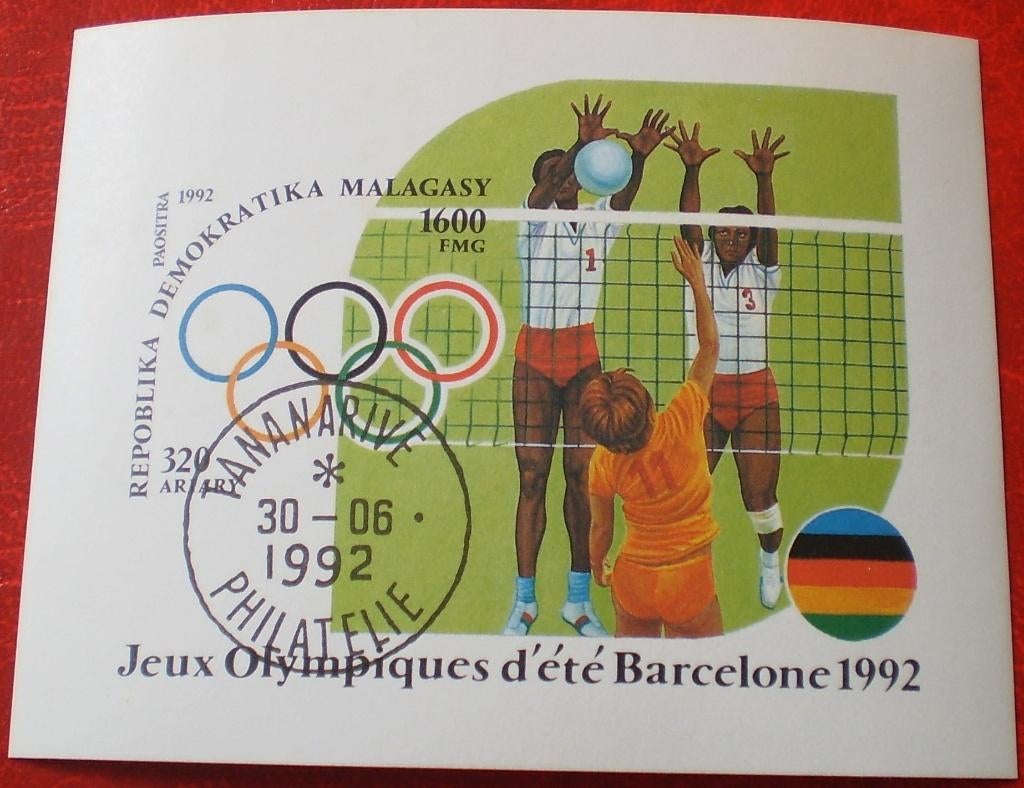 PAOSITRA 1992
REPOBLIKA DEMOKRATIKA MALAGASY
1600
FMG
1
3
11
320
ARIARY
TANANARIVE
*
30-06.
1992
PHILATELIE
Jeux Olympiques d'été Barcelone 1992